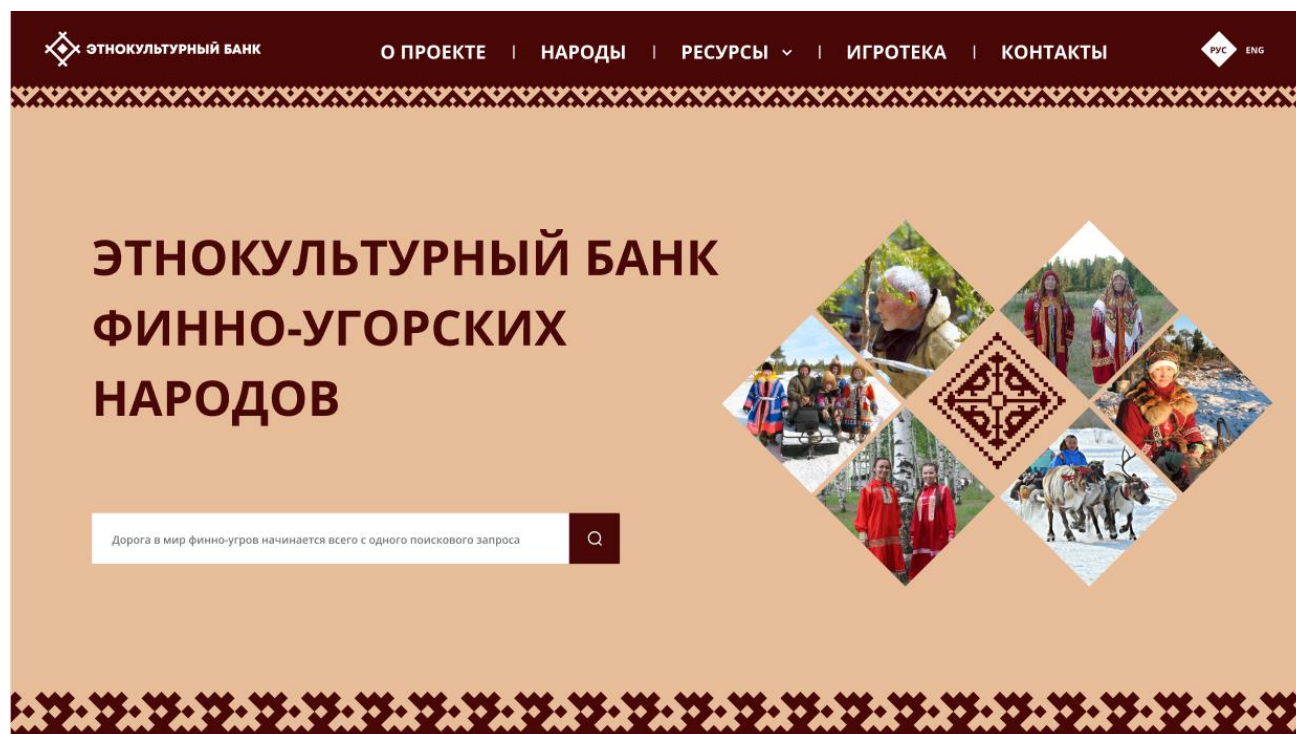 ЭТНОКУЛЬТУРНЫЙ БАНК
О ПРОЕКТЕ | НАРОДЫ | РЕСУРСЫ | ИГРОТЕКА | КОНТАКТЫ
РУС ENG
ЭТНОКУЛЬТУРНЫЙ БАНК
ФИННО-УГОРСКИХ
НАРОДОВ
Дорога в мир финно-угров начинается всего с одного поискового запроса